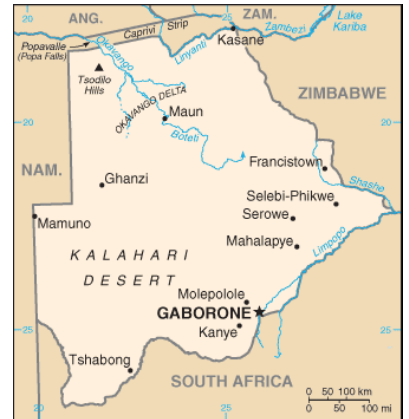 ANG.
ZAM.
Caprivi Strip
Zambezi
Lake
Kariba
Popavalle
(Popa Falls)
Okavango
Linyanti
Kasane
Tsodilo
Hills
ZIMBABWE
OKAVANGO DELTA
Maun
20
20
Boteti
Francistown
NAM.
Ghanzi
Shashe
Selebi-Phikwe
Serowe
Mamuno
Mahalapye
Limpopo
KALAHARI
DESERT
Molepolole
GABORONE
Kanye
25
25
Tshabong
SOUTH AFRICA
0 50 100 km
0 50 100 mi
20
25